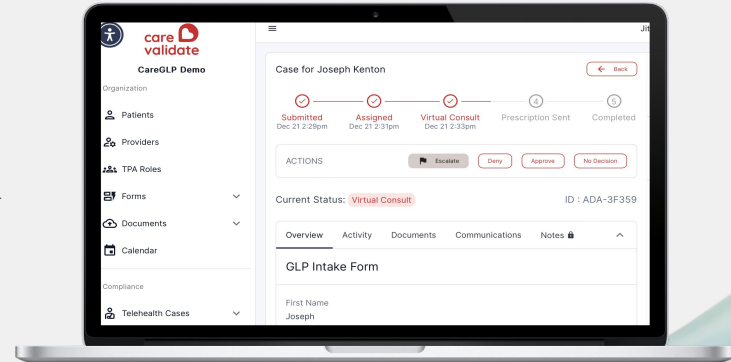 care
validate
CareGLP Demo
Organization
Patients
Providers
TPA Roles
Forms
Documents
Calendar
Compliance
Telehealth Cases
Jit
Case for Joseph Kenton
Back
4
5
Submitted
Assigned
Virtual Consult
Prescription Sent
Completed
Dec 21 2:29pm
Dec 21 2:31pm
Dec 21 2:33pm
ACTIONS
Escalate
Deny
Approve
No Decision
Current Status: Virtual Consult
ID : ADA-3F359
Overview
Activity
Documents
Communications
Notes
GLP Intake Form
First Name
Joseph